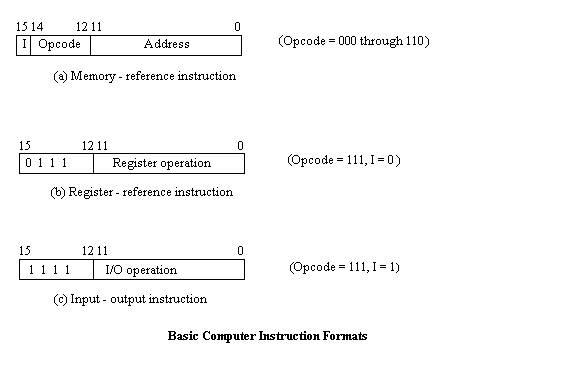 15 14 12 11 0
I Opcode Address (Opcode = 000 through 110)
(a) Memory - reference instruction
15 12 11 0
0 1 1 1 Register operation (Opcode = 111, I = 0)
(b) Register - reference instruction
15 12 11 0
1 1 1 1 I/O operation (Opcode = 111, I = 1)
(c) Input - output instruction
Basic Computer Instruction Formats